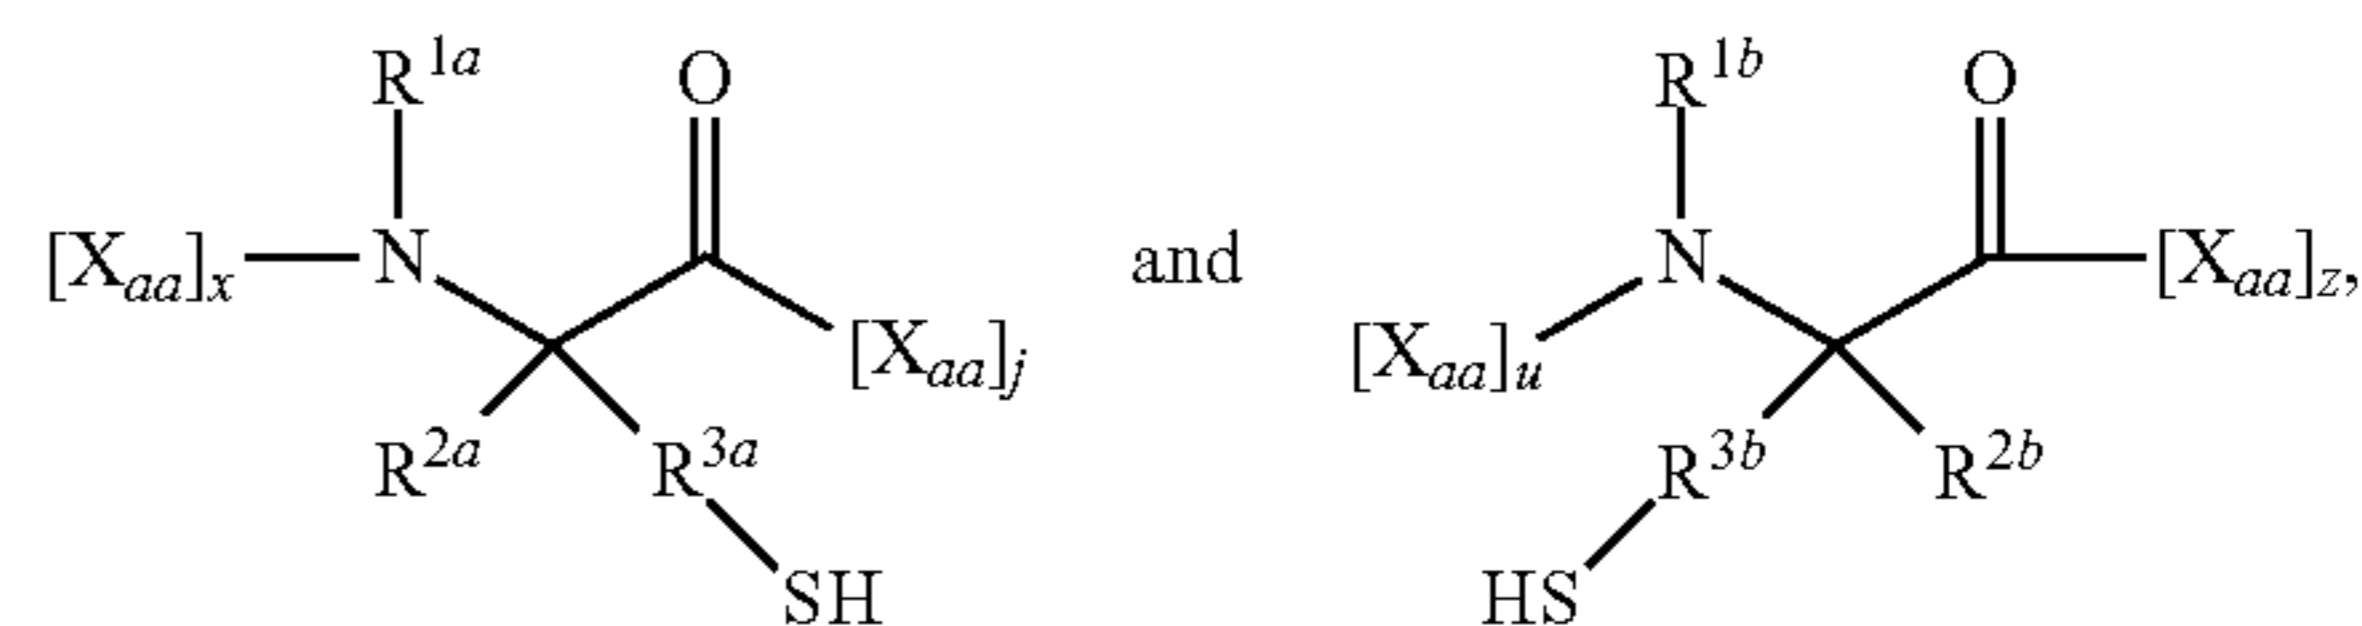 R1a O R1b O
[Xaa]x N and N [Xaa]z,
[Xaa]j [Xaa]u
R2a R3a R3b R2b
SH HS